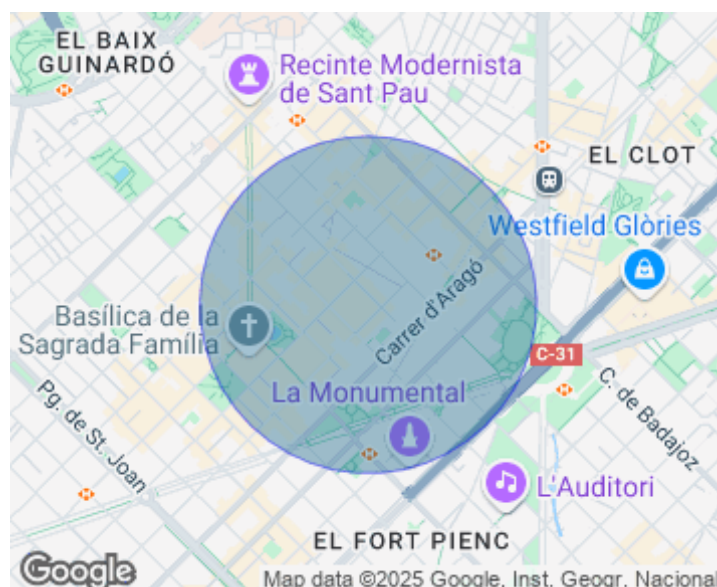 EL BAIX
GUINARDÓ
Recinte Modernista
de Sant Pau
EL CLOT
Westfield Glòries
Basílica de la
Sagrada Família
Carrer d'Aragó
C-31
La Monumental
C. de Badajoz
Pg. de St. Joan
L'Auditori
EL FORT PIENC
Google
Map data ©2025 Google, Inst. Geogr. Nacional